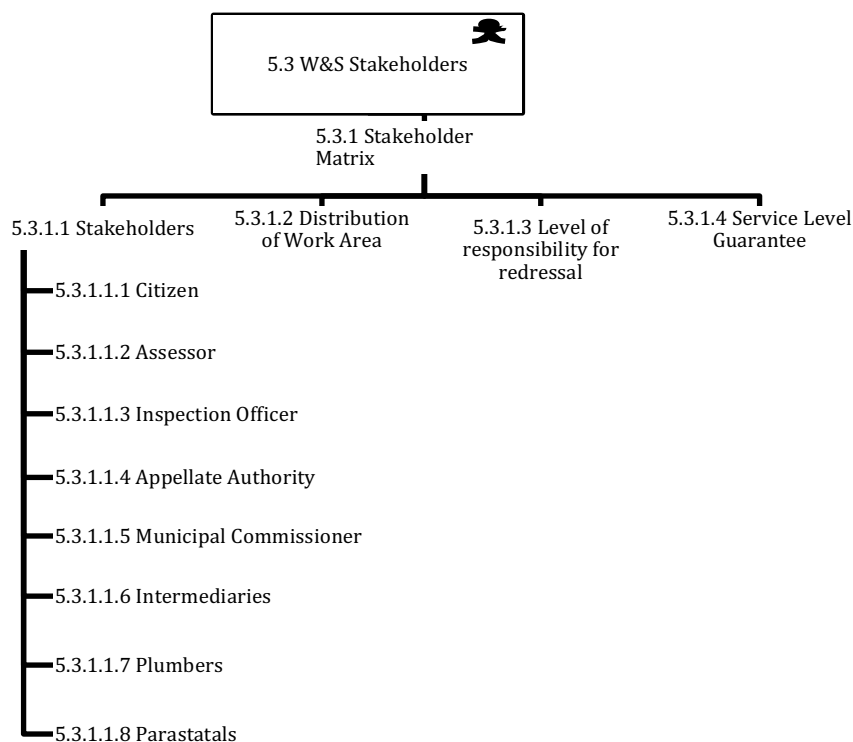 5.3 W&S Stakeholders
5.3.1 Stakeholder
Matrix
5.3.1.1 Stakeholders
5.3.1.2 Distribution
of Work Area
5.3.1.3 Level of
responsibility for
redressal
5.3.1.4 Service Level
Guarantee
5.3.1.1.1 Citizen
5.3.1.1.2 Assessor
5.3.1.1.3 Inspection Officer
5.3.1.1.4 Appellate Authority
5.3.1.1.5 Municipal Commissioner
5.3.1.1.6 Intermediaries
5.3.1.1.7 Plumbers
5.3.1.1.8 Parastatals